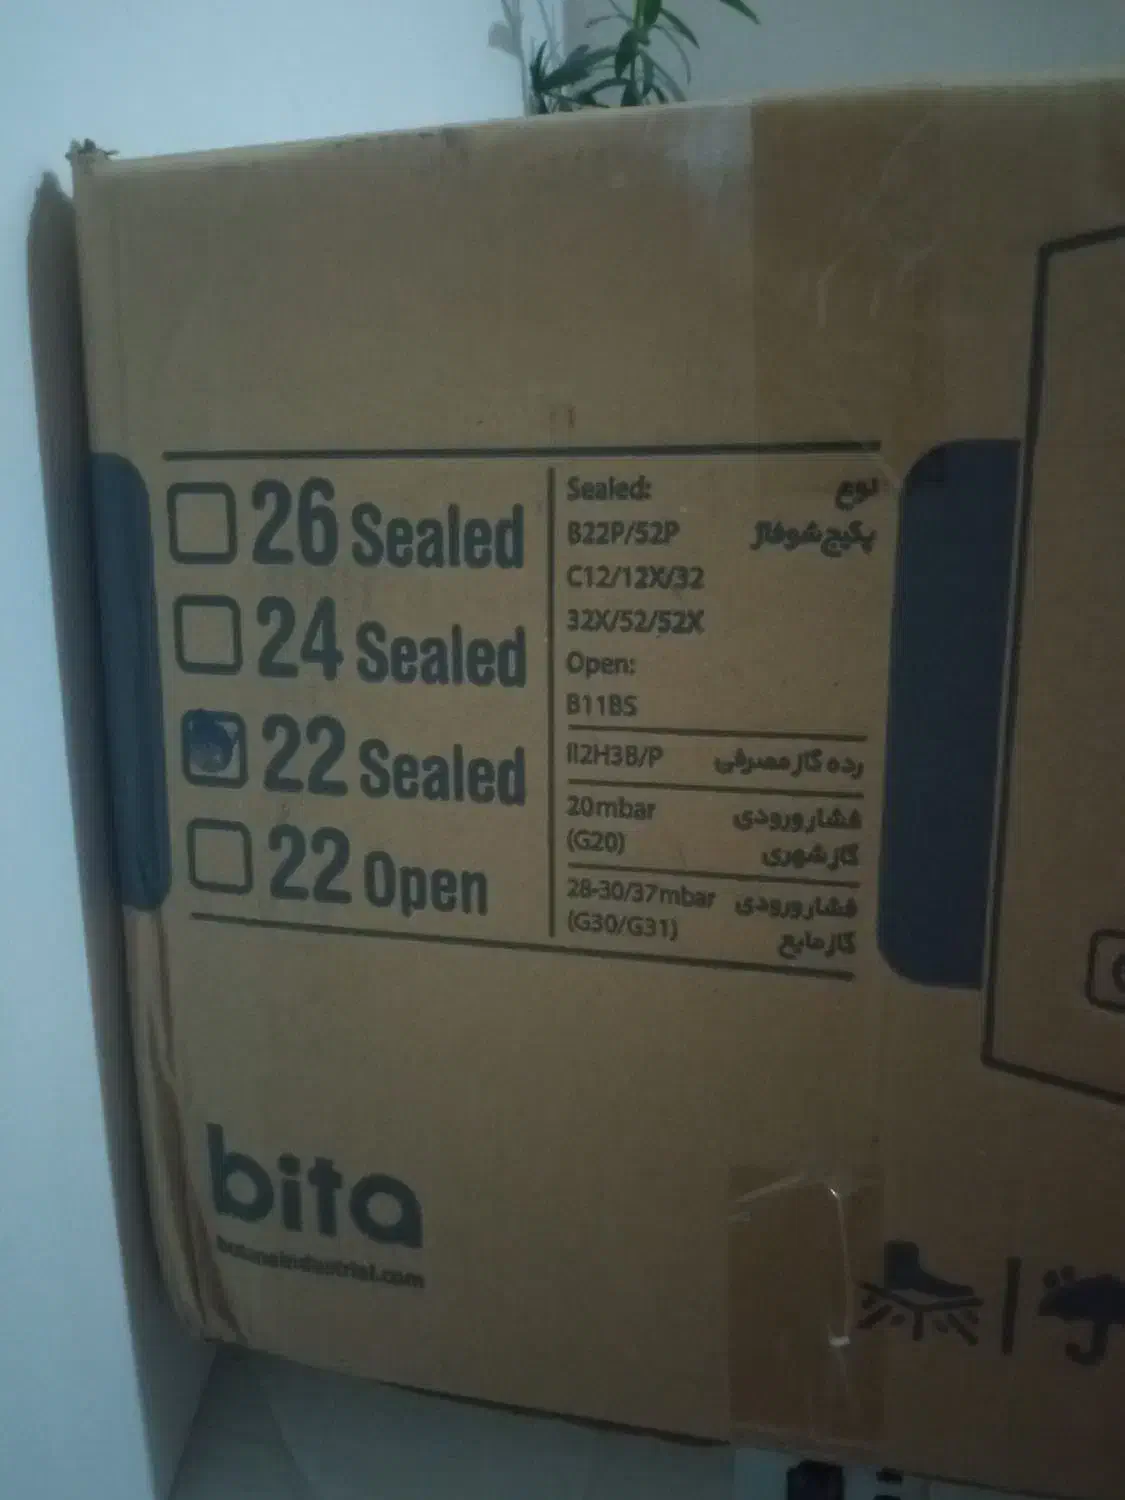 26 Sealed
24 Sealed
22 Sealed
22 Open
Sealed:
B22P/52P
C12/12X/32
32X/52/52X
Open:
B11BS
نوع
پکیج شوفاژ
II2H3B/P
رده گاز مصرفی
20mbar
(G20)
فشار ورودی
گاز شهری
28-30/37mbar
(G30/G31)
فشار ورودی
گاز مایع
bita
butaneindustrial.com